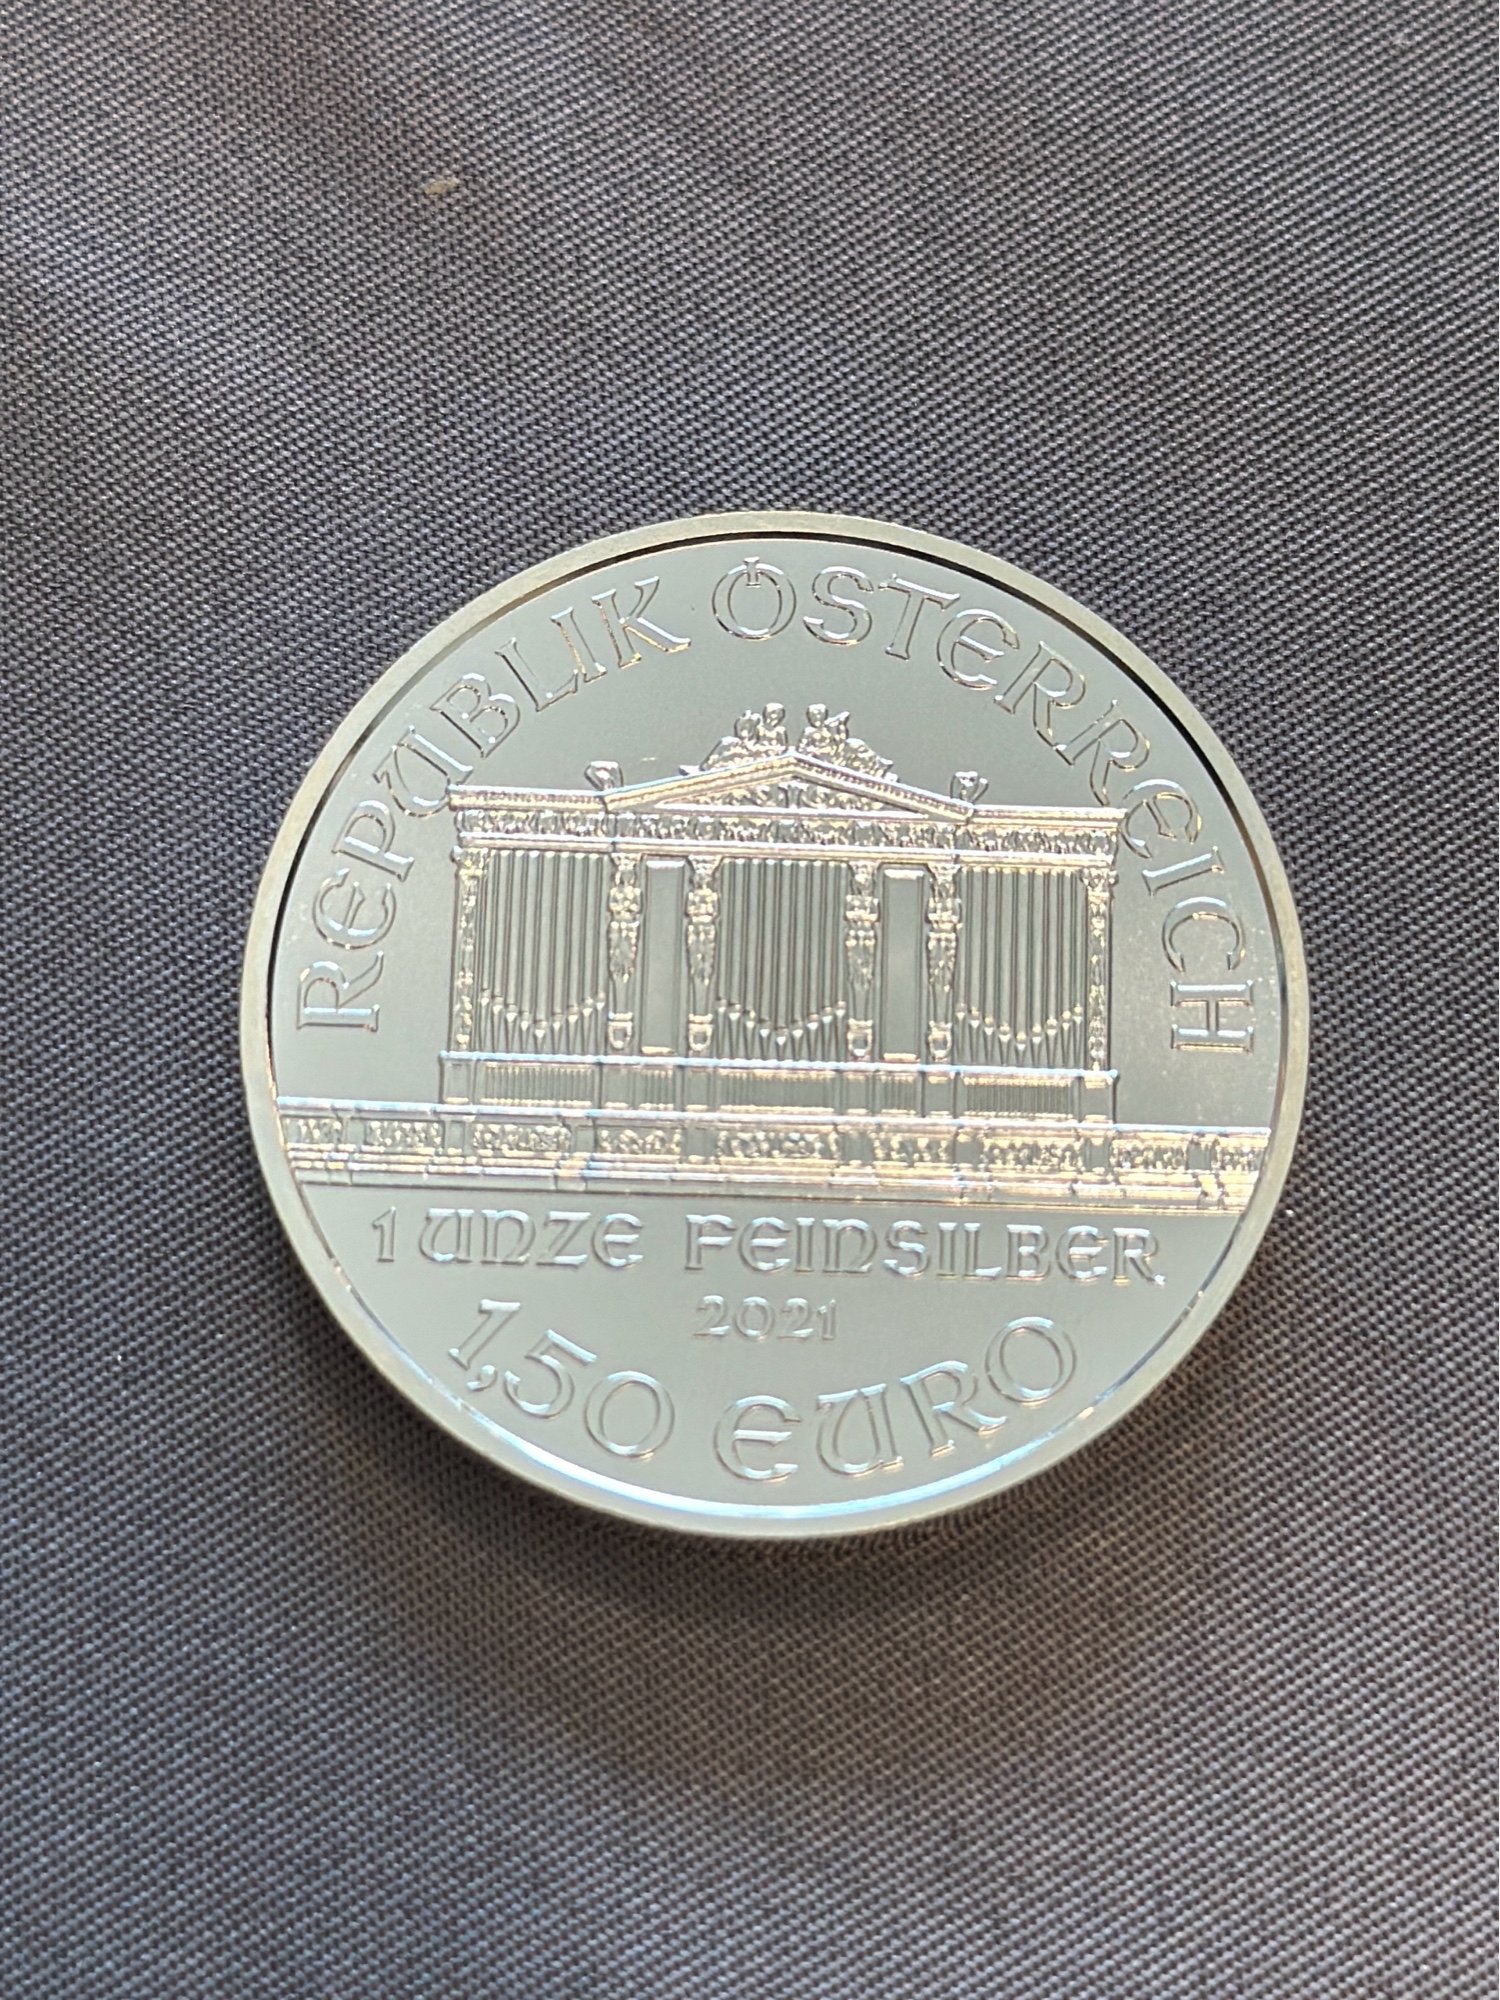 REPUBLIK ÖSTERREICH
1 UNZE FEINSILBER
2021
1,50 EURO